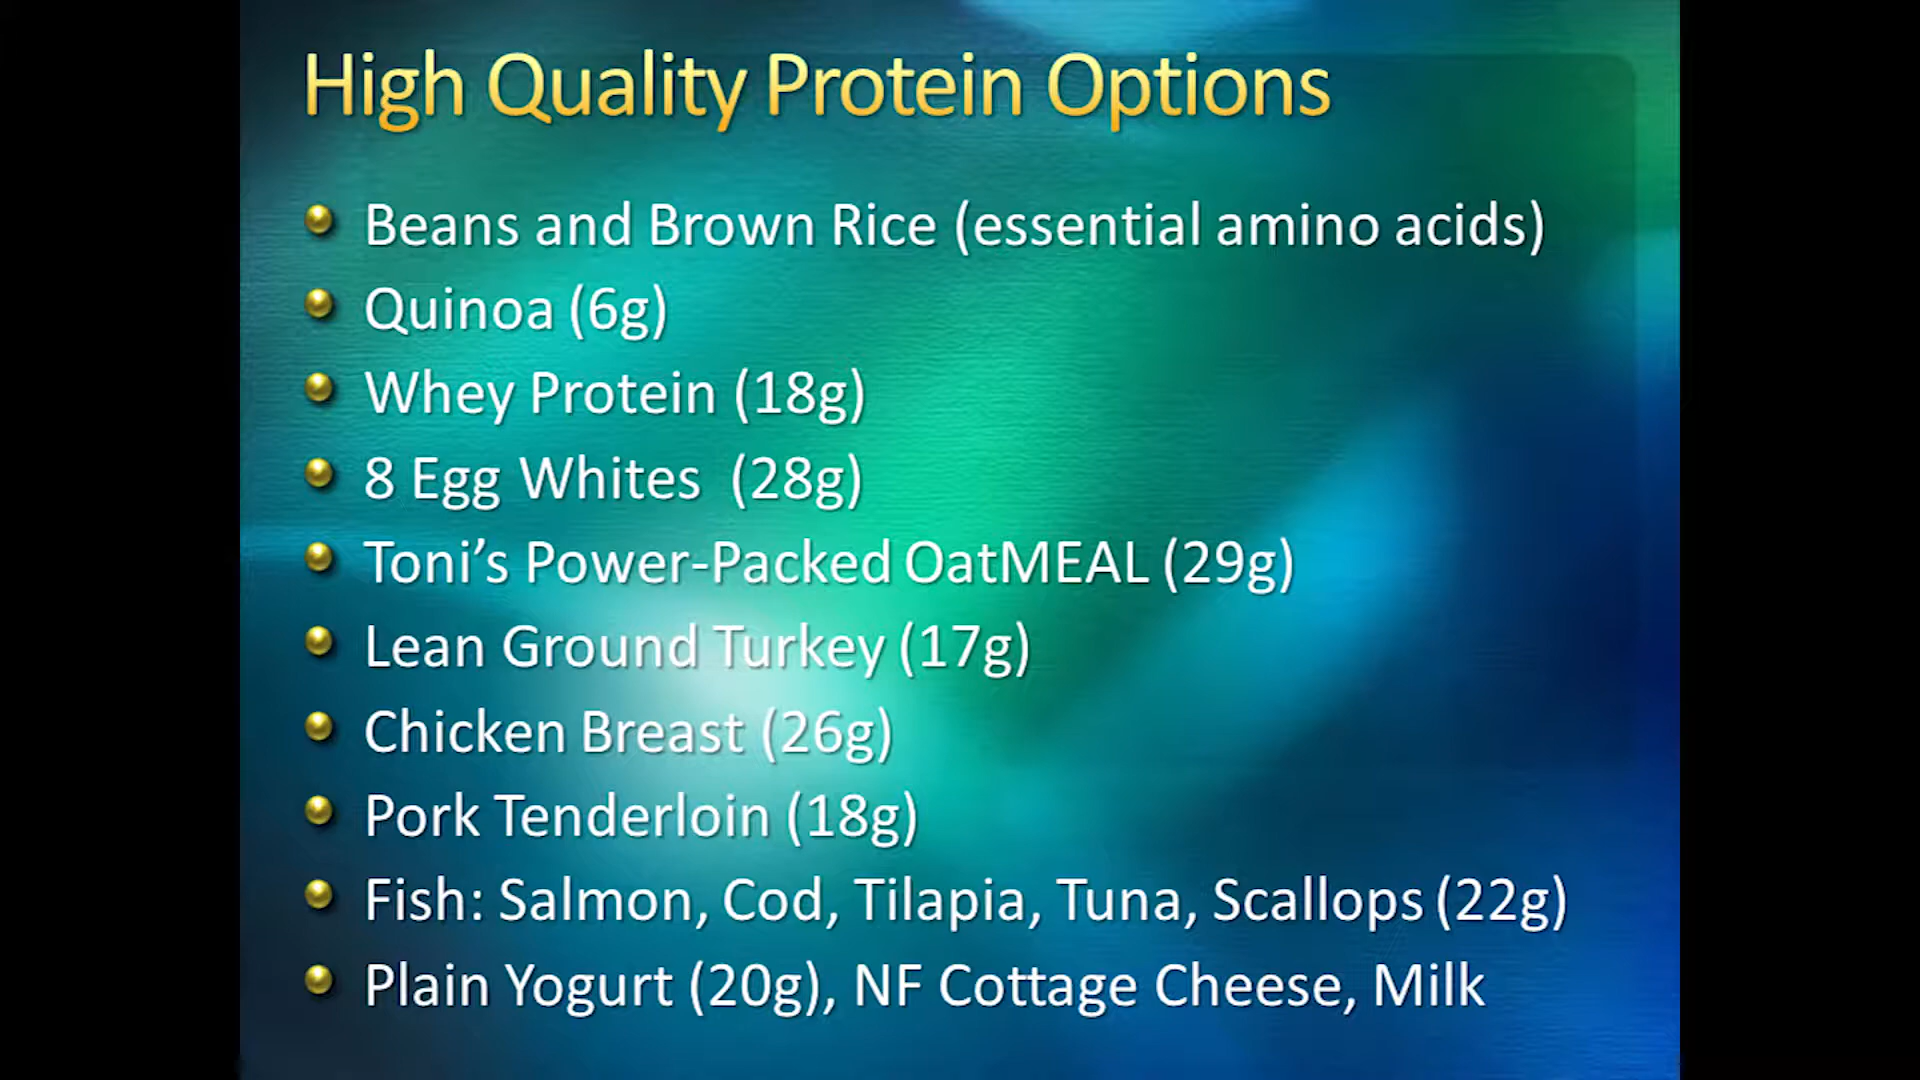 High Quality Protein Options
Beans and Brown Rice (essential amino acids)
Quinoa (6g)
Whey Protein (18g)
8 Egg Whites (28g)
Toni’s Power-Packed OatMEAL (29g)
Lean Ground Turkey (17g)
Chicken Breast (26g)
Pork Tenderloin (18g)
Fish: Salmon, Cod, Tilapia, Tuna, Scallops (22g)
Plain Yogurt (20g), NF Cottage Cheese, Milk